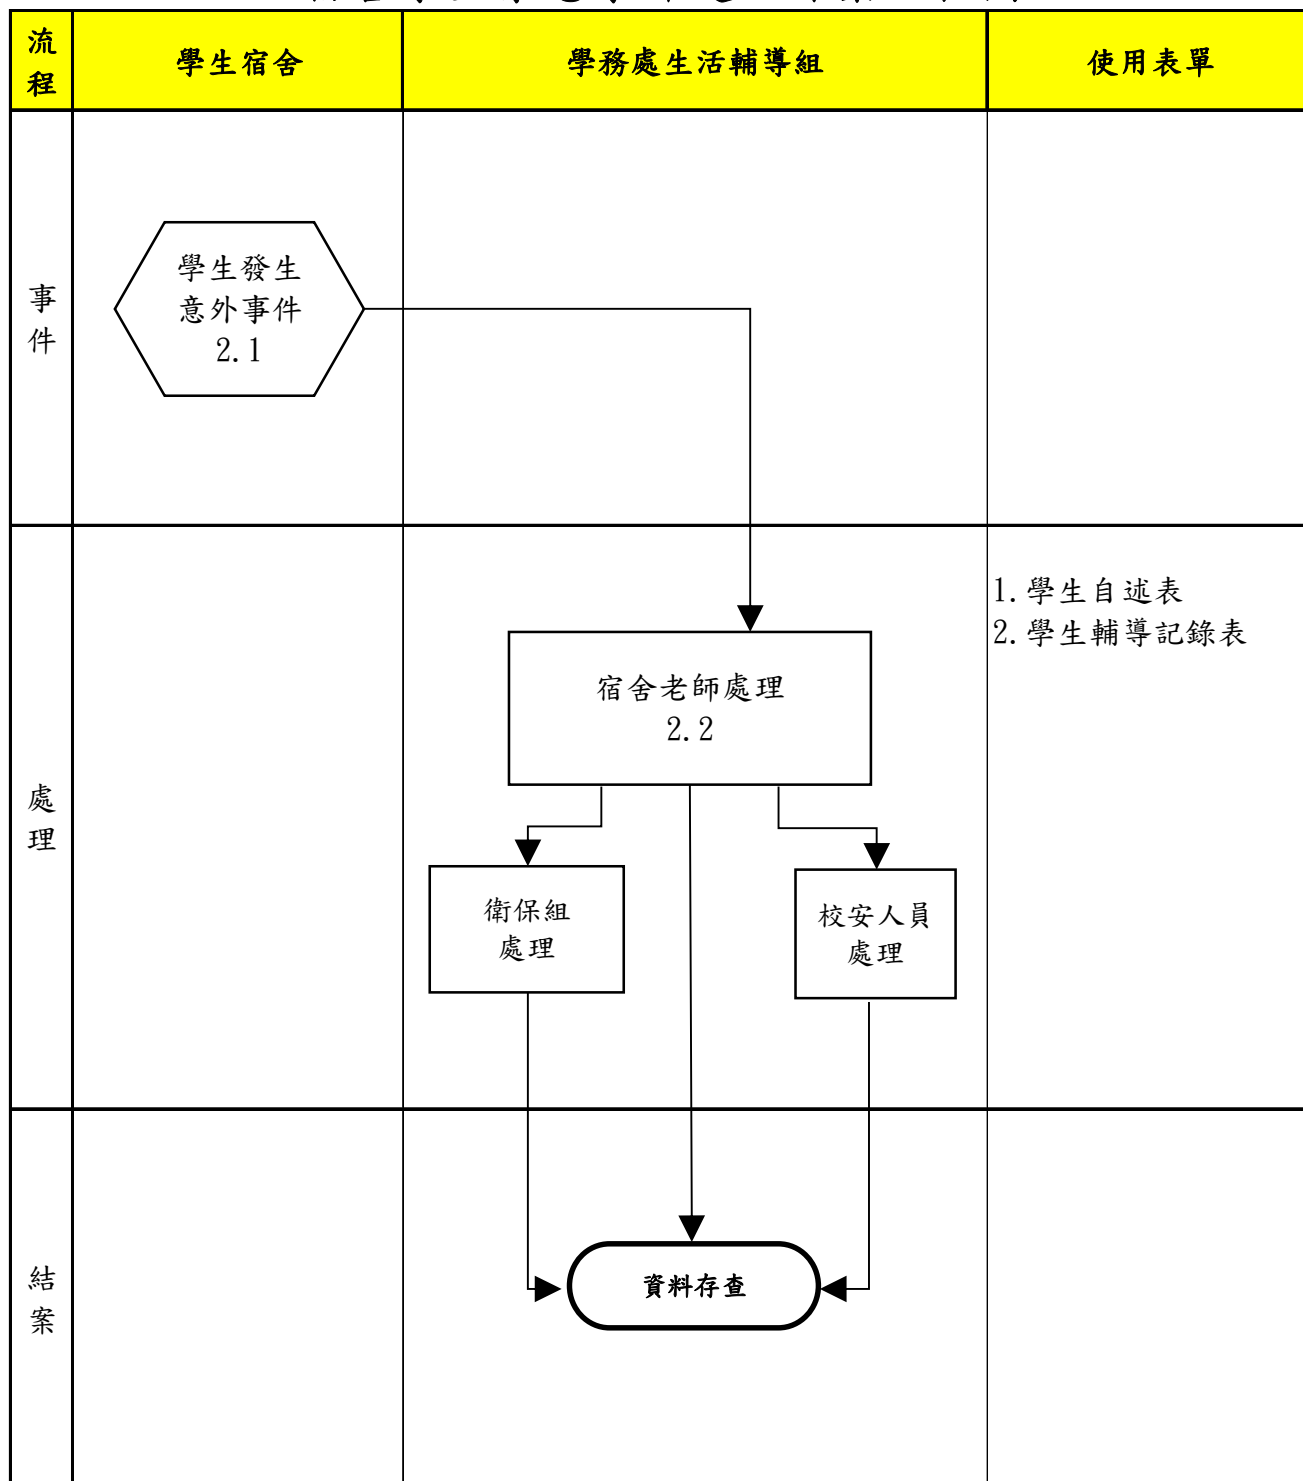 流
程
學生宿舍
學務處生活輔導組
使用表單
事
件
學生發生
意外事件
2.1
處
理
宿舍老師處理
2.2
1.學生自述表
2.學生輔導記錄表
衛保組
處理
校安人員
處理
結
案
資料存查